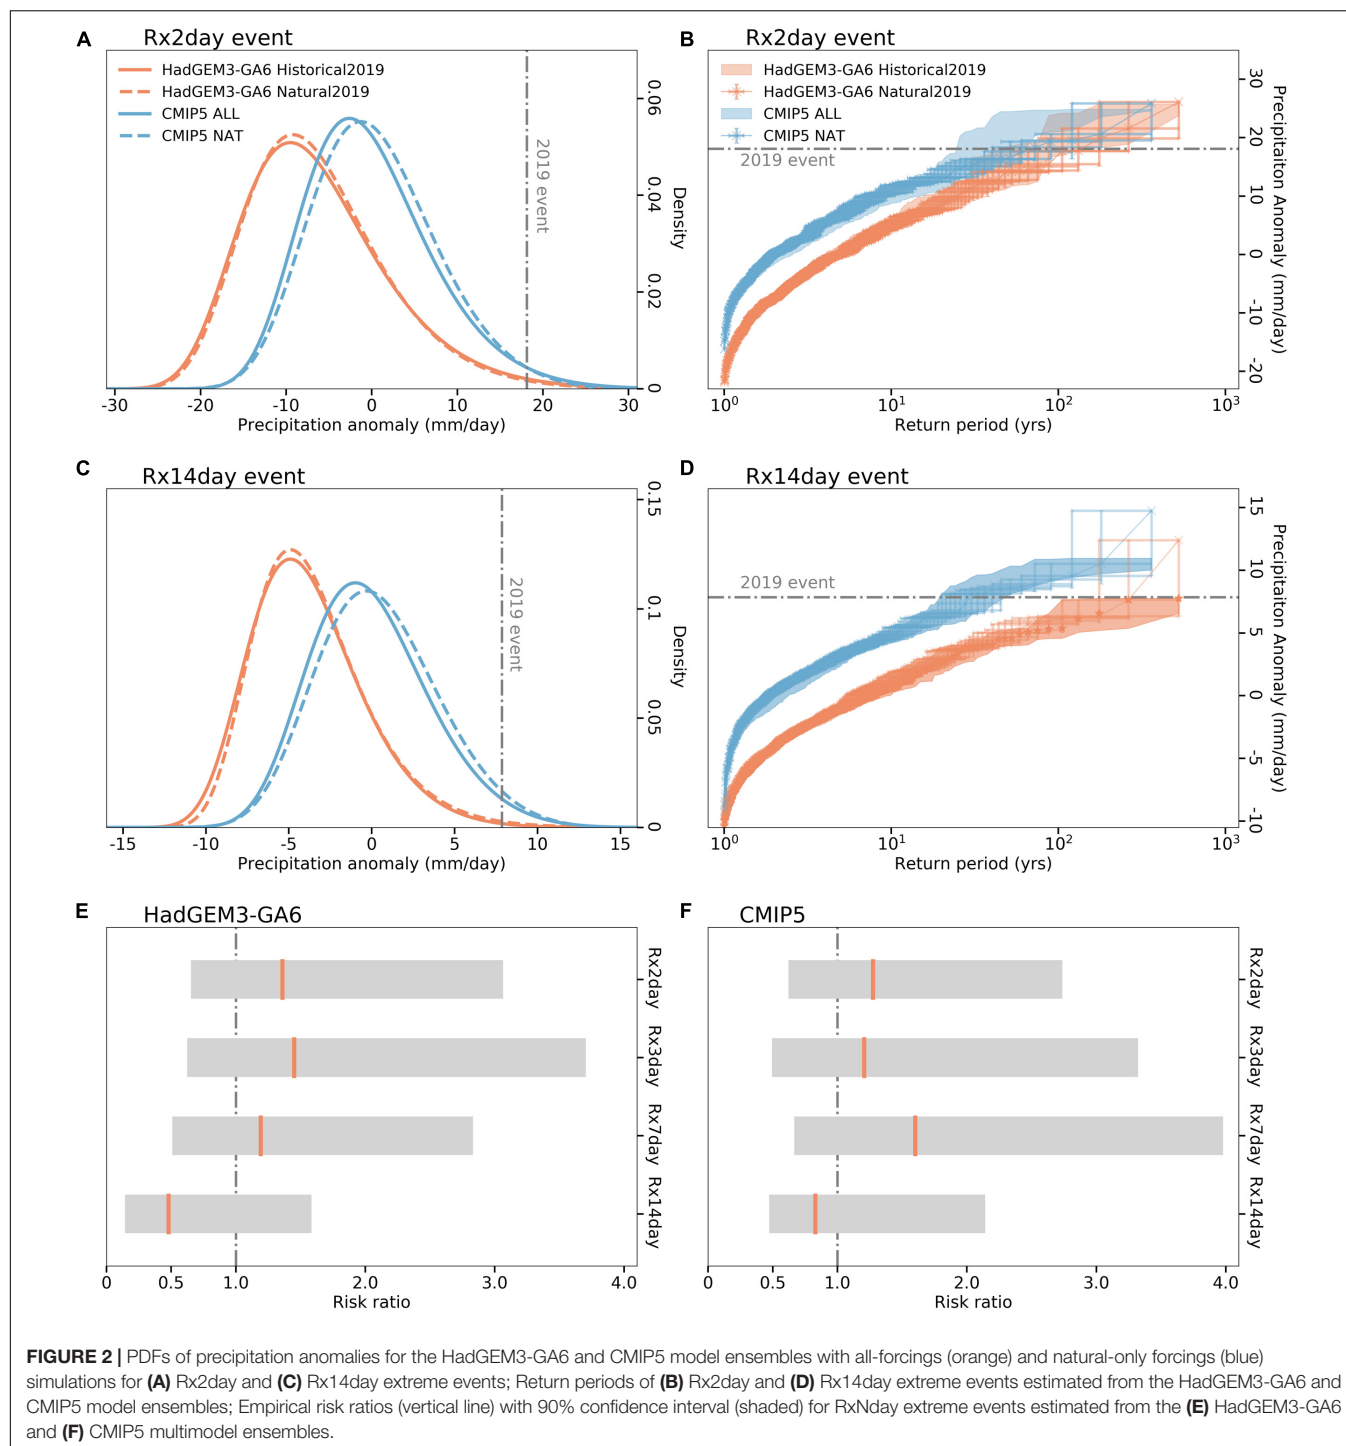 A Rx2day event
HadGEM3-GA6 Historical2019
HadGEM3-GA6 Natural2019
CMIP5 ALL
CMIP5 NAT
2019 event
0.06
0.04
0.02
0
Density
-30 -20 -10 0 10 20 30
Precipitation anomaly (mm/day)
B Rx2day event
HadGEM3-GA6 Historical2019
HadGEM3-GA6 Natural2019
CMIP5 ALL
CMIP5 NAT
2019 event
30
20
10
0
-10
-20
Precipitaiton Anomaly (mm/day)
10⁰ 10¹ 10² 10³
Return period (yrs)
C Rx14day event
2019 event
0.15
0.1
0.05
0
Density
-15 -10 -5 0 5 10 15
Precipitation anomaly (mm/day)
D Rx14day event
2019 event
15
10
5
0
-5
-10
Precipitaiton Anomaly (mm/day)
10⁰ 10¹ 10² 10³
Return period (yrs)
E HadGEM3-GA6
Rx2day
Rx3day
Rx7day
Rx14day
0 0.5 1.0 2.0 3.0 4.0
Risk ratio
F CMIP5
Rx2day
Rx3day
Rx7day
Rx14day
0 0.5 1.0 2.0 3.0 4.0
Risk ratio
FIGURE 2 | PDFs of precipitation anomalies for the HadGEM3-GA6 and CMIP5 model ensembles with all-forcings (orange) and natural-only forcings (blue)
simulations for (A) Rx2day and (C) Rx14day extreme events; Return periods of (B) Rx2day and (D) Rx14day extreme events estimated from the HadGEM3-GA6 and
CMIP5 model ensembles; Empirical risk ratios (vertical line) with 90% confidence interval (shaded) for RxNday extreme events estimated from the (E) HadGEM3-GA6
and (F) CMIP5 multimodel ensembles.